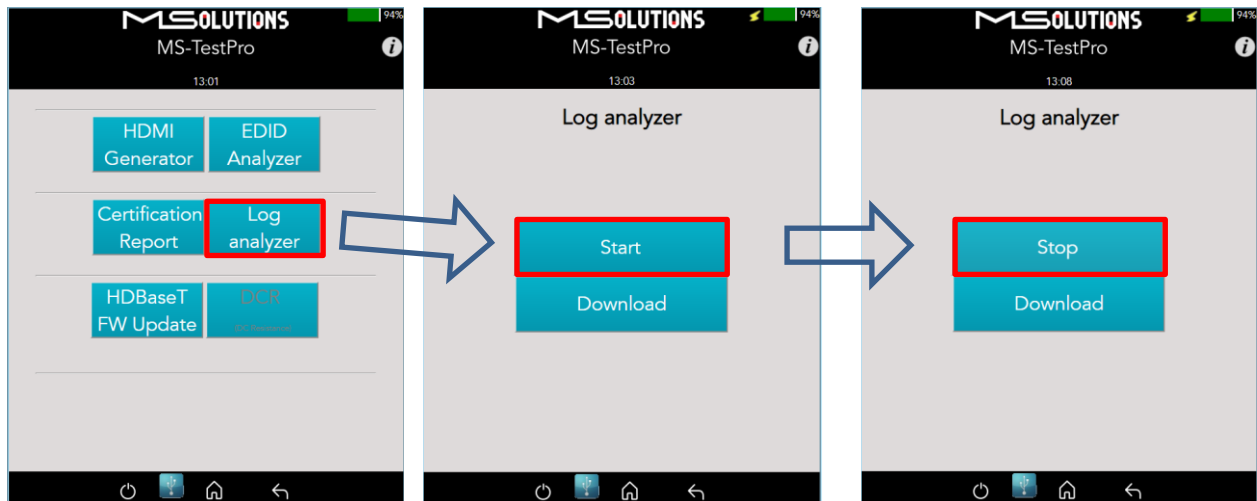 MSOLUTIONS
94%
MS-TestPro
13:01
HDMI
Generator
EDID
Analyzer
Certification
Report
Log
analyzer
HDBaseT
FW Update
DCR
MSOLUTIONS
94%
MS-TestPro
13:03
Log analyzer
Start
Download
MSOLUTIONS
94%
MS-TestPro
13:08
Log analyzer
Stop
Download